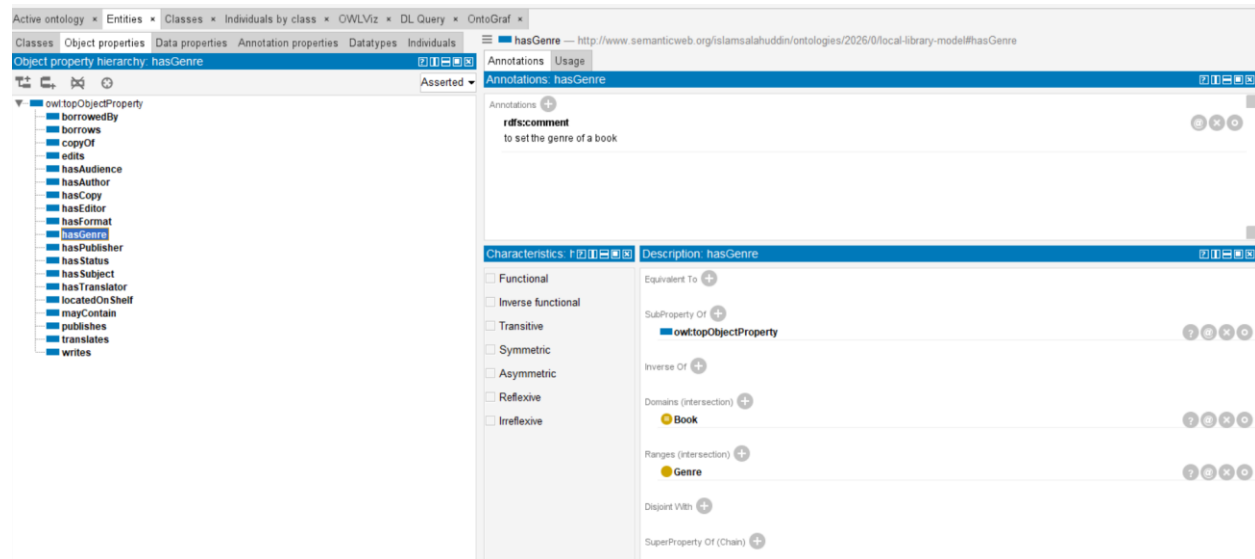 Active ontology × Entities × Classes × Individuals by class × OWLViz × DL Query × OntoGraf ×
Classes Object properties Data properties Annotation properties Datatypes Individuals
Object property hierarchy: hasGenre
Asserted
owl:topObjectProperty
borrowedBy
borrows
copyOf
edits
hasAudience
hasAuthor
hasCopy
hasEditor
hasFormat
hasGenre
hasPublisher
hasStatus
hasSubject
hasTranslator
locatedOnShelf
mayContain
publishes
translates
writes
hasGenre — http://www.semanticweb.org/islamsalahuddin/ontologies/2026/0/local-library-model#hasGenre
Annotations Usage
Annotations: hasGenre
Annotations
rdfs:comment
to set the genre of a book
Characteristics: h
Functional
Inverse functional
Transitive
Symmetric
Asymmetric
Reflexive
Irreflexive
Description: hasGenre
Equivalent To
SubProperty Of
owl:topObjectProperty
Inverse Of
Domains (intersection)
Book
Ranges (intersection)
Genre
Disjoint With
SuperProperty Of (Chain)